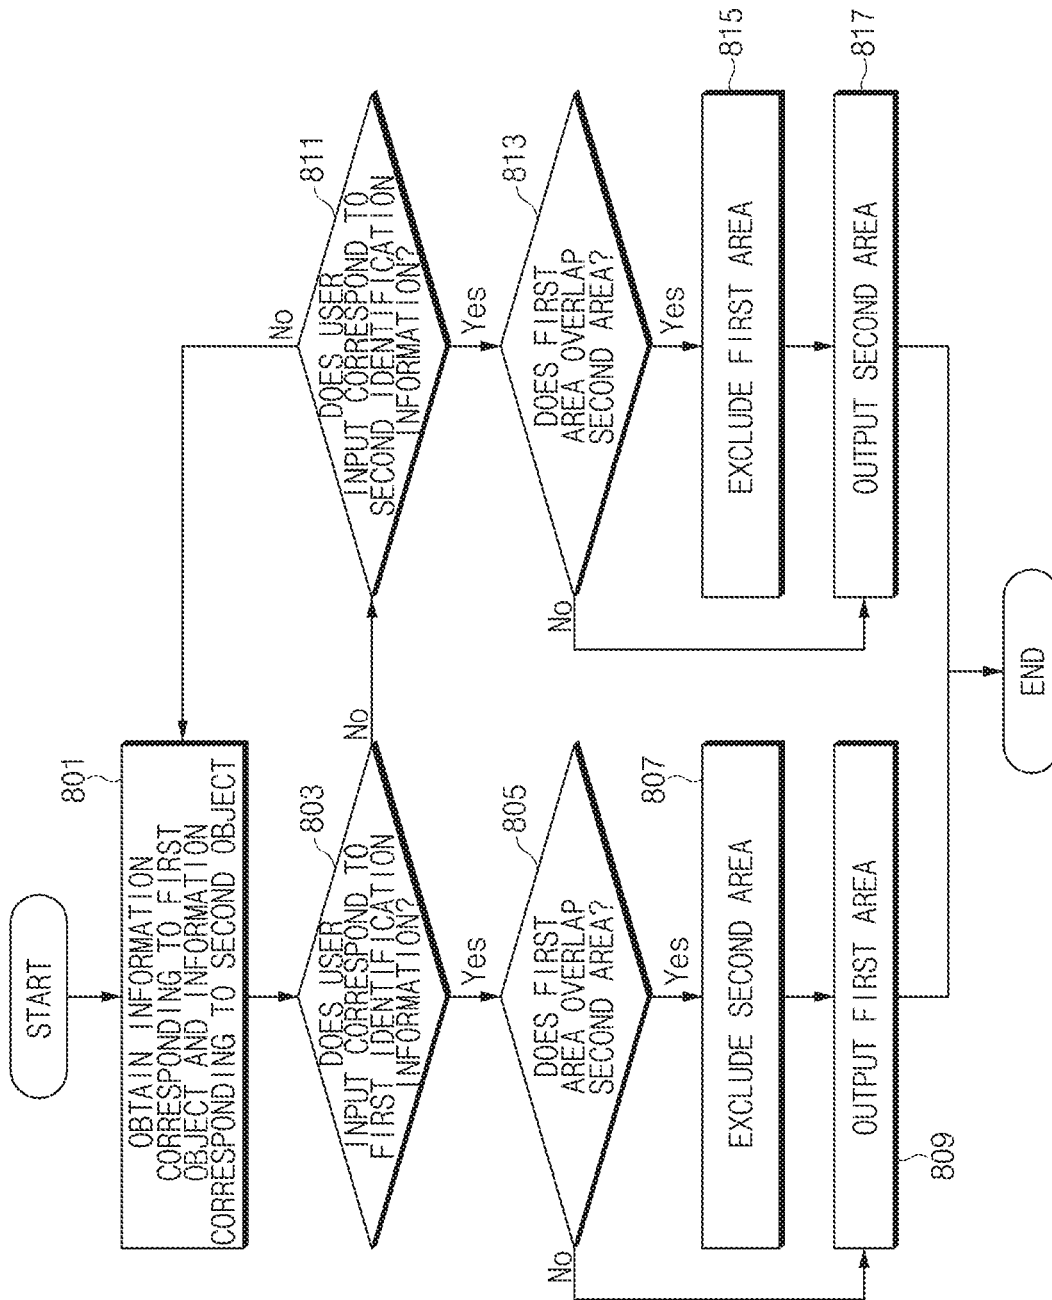 START
801
OBTAIN INFORMATION
CORRESPONDING TO FIRST
OBJECT AND INFORMATION
CORRESPONDING TO SECOND OBJECT
803
DOES USER
INPUT CORRESPOND TO
FIRST IDENTIFICATION
INFORMATION?
No
Yes
805
DOES FIRST
AREA OVERLAP
SECOND AREA?
No
Yes
807
EXCLUDE SECOND AREA
OUTPUT FIRST AREA
809
811
DOES USER
INPUT CORRESPOND TO
SECOND IDENTIFICATION
INFORMATION?
No
Yes
813
DOES FIRST
AREA OVERLAP
SECOND AREA?
No
Yes
815
EXCLUDE FIRST AREA
817
OUTPUT SECOND AREA
END